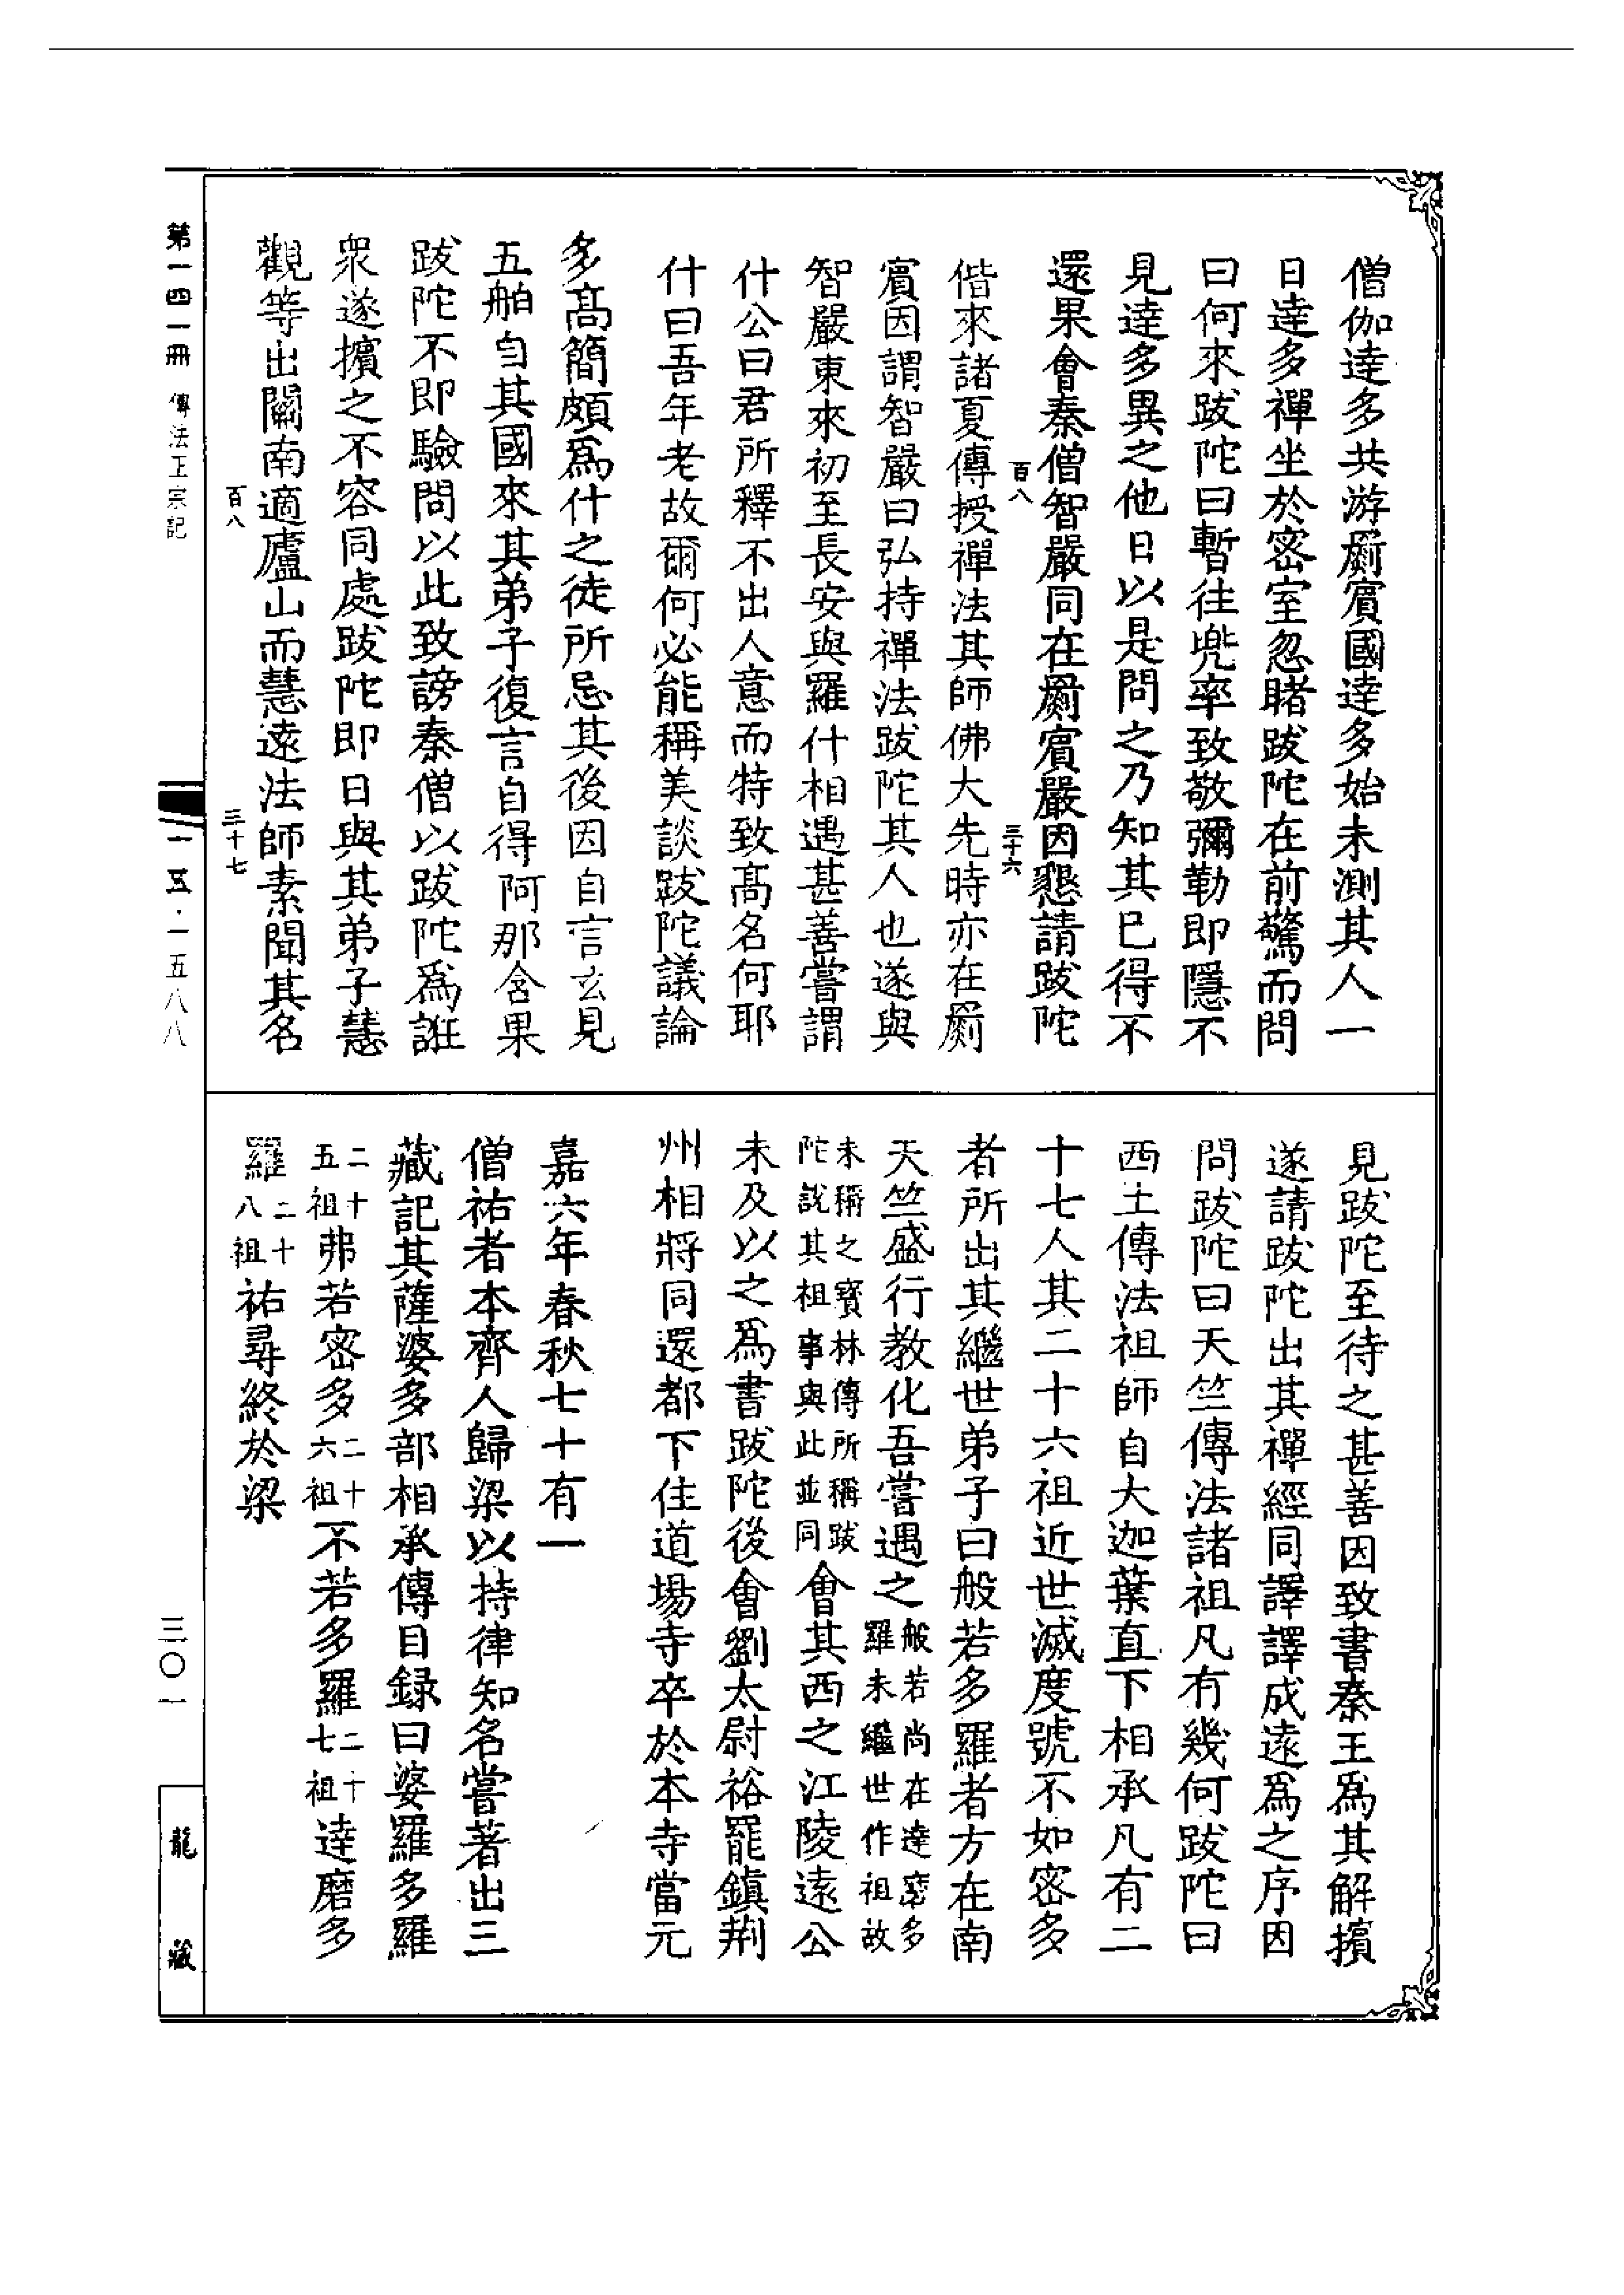 僧伽達多共游罽賓國達多始未測其人一
日達多禪坐於密室忽睹跋陀在前驚而問
曰何來跋陀曰暫往兜率致敬彌勒即隱不
見達多異之他日以是問之乃知其已得不
還果會秦僧智嚴同在罽賓嚴因懇請跋陀
百八
三十六
偕來諸夏傳授禪法其師佛大先時亦在罽
賓因謂智嚴曰弘持禪法跋陀其人也遂與
智嚴東來初至長安與羅什相遇甚善嘗謂
什公曰君所釋不出人意而特致髙名何耶
什曰吾年老故爾何必能稱美談跋陀議論
多髙簡頗為什之徒所忌其後因自言玄見
五舶自其國來其弟子復言自得阿那含果
跋陀不即驗問以此致謗秦僧以跋陀為誑
衆遂擯之不容同處跋陀即日與其弟子慧
觀等出關南適廬山而慧遠法師素聞其名
百八
三十七
見跋陀至待之甚善因致書秦王為其解擯
遂請跋陀出其禪經同譯譯成遠為之序因
問跋陀曰天竺傳法諸祖凡有幾何跋陀曰
西土傳法祖師自大迦葉直下相承凡有二
十七人其二十六祖近世滅度號不如密多
者所出其繼世弟子曰般若多羅者方在南
天竺盛行教化吾嘗遇之般若尚在達磨多
羅未繼世作祖故
未稱之寶林傳所稱跋
陀說其祖事與此並同會其西之江陵遠公
未及以之為書跋陀後會劉太尉裕罷鎮荆
州相將同還都下住道場寺卒於本寺當元
嘉六年春秋七十有一
僧祐者本齊人歸梁以持律知名嘗著出三
藏記其薩婆多部相承傳目録曰婆羅多羅
二十五祖弗若密多二十六祖不若多羅二十七祖達磨多
羅二十八祖祐尋終於梁
第一四一冊 傳法正宗記
一一五·一五八八
三〇一
龍藏